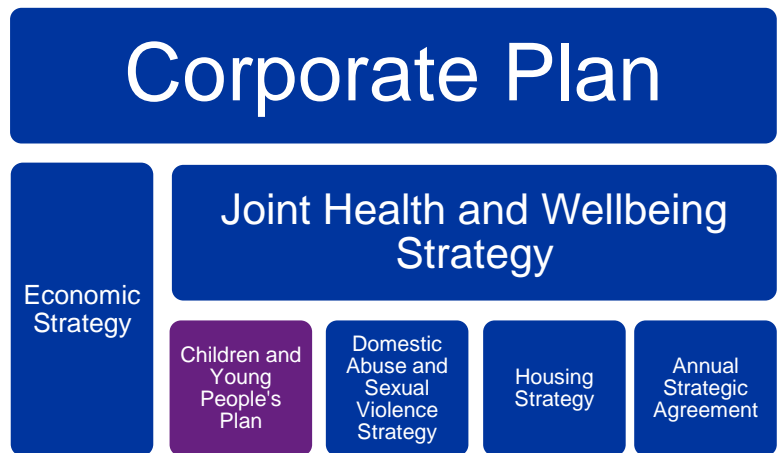 Corporate Plan
Joint Health and Wellbeing
Strategy
Economic
Strategy
Children and
Young
People's
Plan
Domestic
Abuse and
Sexual
Violence
Strategy
Housing
Strategy
Annual
Strategic
Agreement